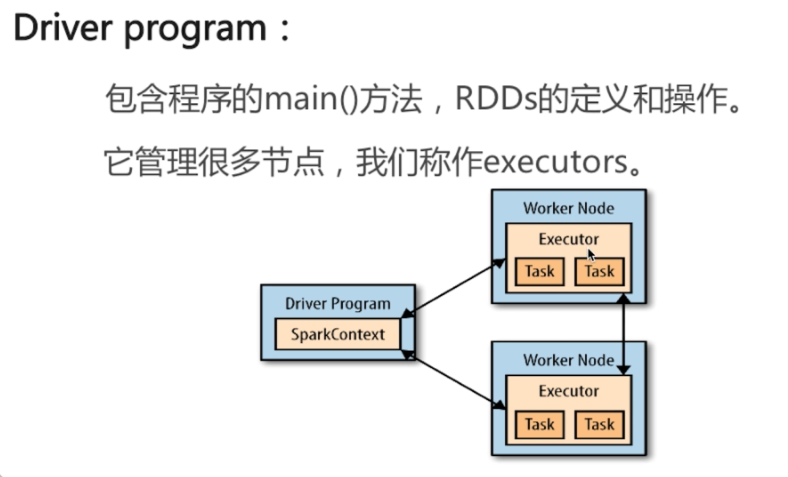 Driver program：
包含程序的main()方法，RDDs的定义和操作。
它管理很多节点，我们称作executors。
Worker Node
Executor
Task Task
Driver Program
SparkContext
Worker Node
Executor
Task Task